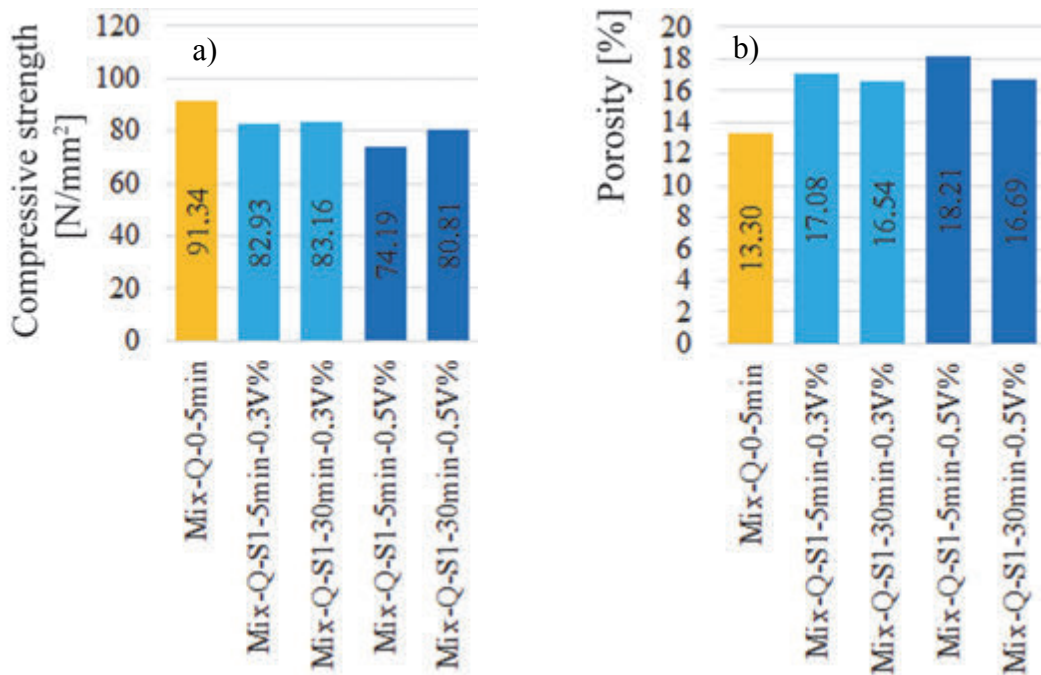 a)
Compressive strength
[N/mm²]
120
100
80
60
40
20
0
91.34
82.93
83.16
74.19
80.81
Mix-Q-0-5min
Mix-Q-S1-5min-0.3V%
Mix-Q-S1-30min-0.3V%
Mix-Q-S1-5min-0.5V%
Mix-Q-S1-30min-0.5V%
b)
Porosity [%]
20
18
16
14
12
10
8
6
4
2
0
13.30
17.08
16.54
18.21
16.69
Mix-Q-0-5min
Mix-Q-S1-5min-0.3V%
Mix-Q-S1-30min-0.3V%
Mix-Q-S1-5min-0.5V%
Mix-Q-S1-30min-0.5V%